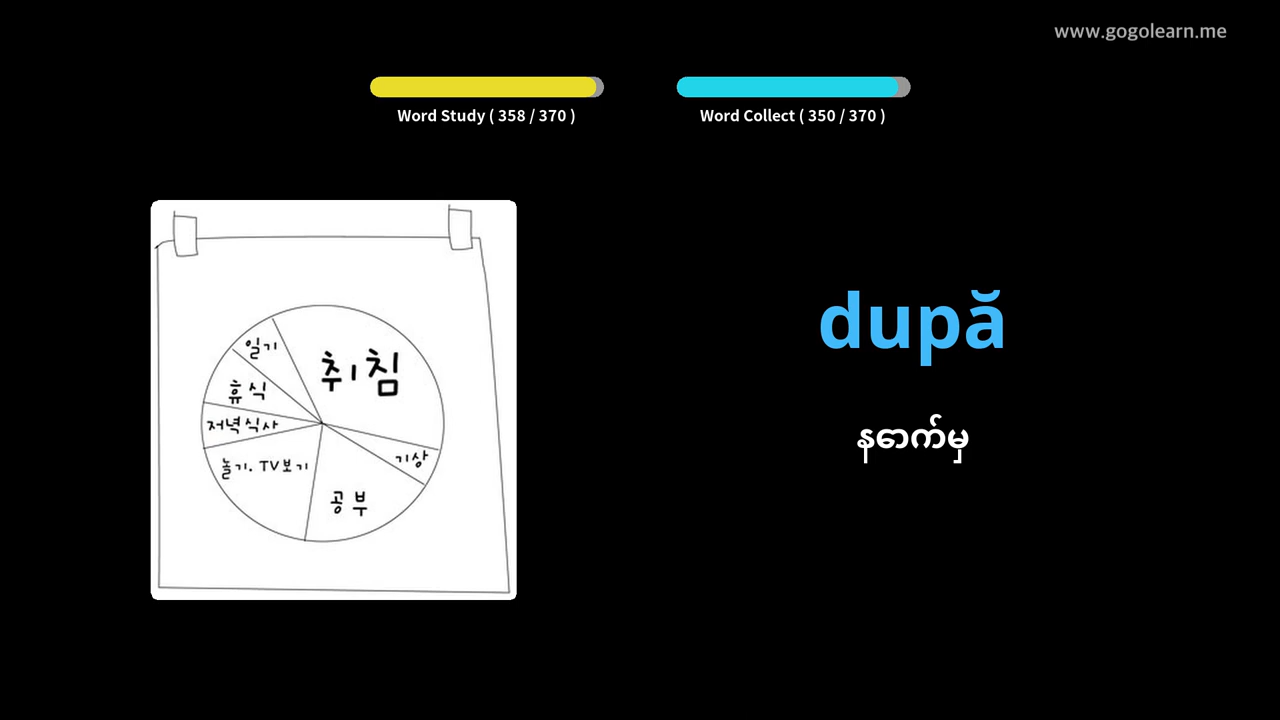 www.gogolearn.me
Word Study ( 358 / 370 )
Word Collect ( 350 / 370 )
일기
취침
휴식
저녁식사
놀기, TV보기
기상
공부
după
နောက်မှ